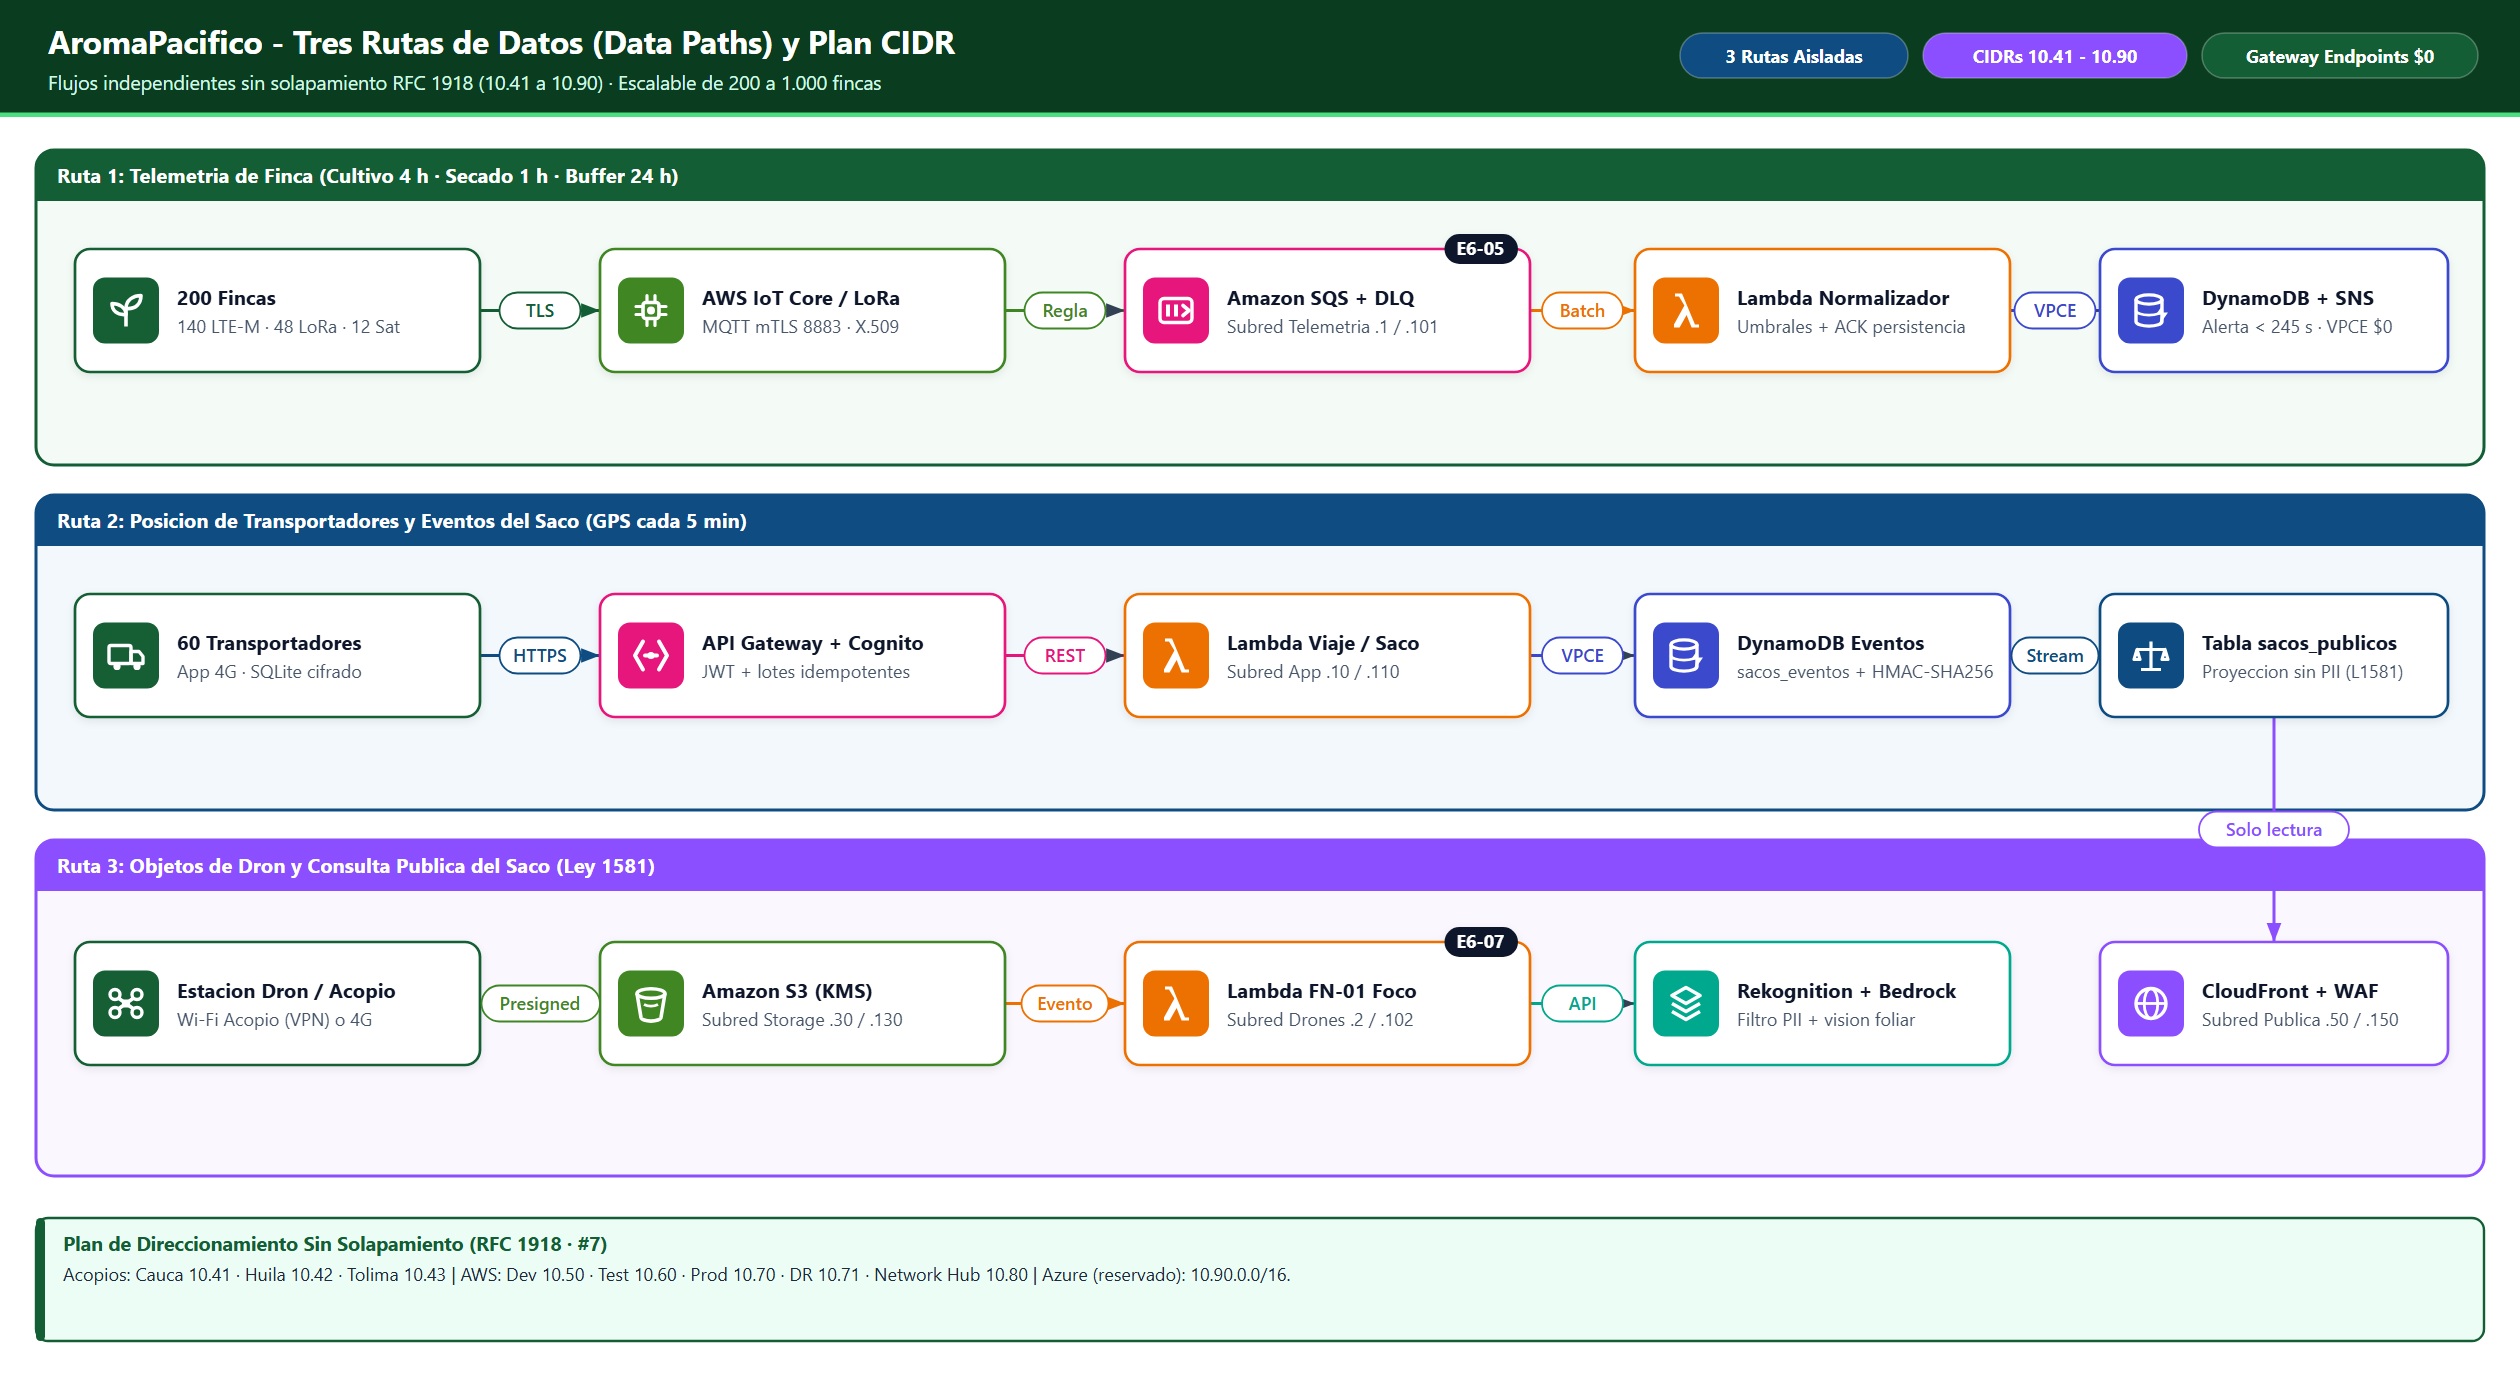 AromaPacifico - Tres Rutas de Datos (Data Paths) y Plan CIDR
Flujos independientes sin solapamiento RFC 1918 (10.41 a 10.90) · Escalable de 200 a 1.000 fincas
3 Rutas Aisladas
CIDRs 10.41 - 10.90
Gateway Endpoints $0
Ruta 1: Telemetria de Finca (Cultivo 4 h · Secado 1 h · Buffer 24 h)
200 Fincas
140 LTE-M · 48 LoRa · 12 Sat
TLS
AWS IoT Core / LoRa
MQTT mTLS 8883 · X.509
Regla
E6-05
Amazon SQS + DLQ
Subred Telemetria .1 / .101
Batch
Lambda Normalizador
Umbrales + ACK persistencia
VPCE
DynamoDB + SNS
Alerta < 245 s · VPCE $0
Ruta 2: Posicion de Transportadores y Eventos del Saco (GPS cada 5 min)
60 Transportadores
App 4G · SQLite cifrado
HTTPS
API Gateway + Cognito
JWT + lotes idempotentes
REST
Lambda Viaje / Saco
Subred App .10 / .110
VPCE
DynamoDB Eventos
sacos_eventos + HMAC-SHA256
Stream
Tabla sacos_publicos
Proyeccion sin PII (L1581)
Solo lectura
Ruta 3: Objetos de Dron y Consulta Publica del Saco (Ley 1581)
Estacion Dron / Acopio
Wi-Fi Acopio (VPN) o 4G
Presigned
Amazon S3 (KMS)
Subred Storage .30 / .130
Evento
E6-07
Lambda FN-01 Foco
Subred Drones .2 / .102
API
Rekognition + Bedrock
Filtro PII + vision foliar
CloudFront + WAF
Subred Publica .50 / .150
Plan de Direccionamiento Sin Solapamiento (RFC 1918 · #7)
Acopios: Cauca 10.41 · Huila 10.42 · Tolima 10.43 | AWS: Dev 10.50 · Test 10.60 · Prod 10.70 · DR 10.71 · Network Hub 10.80 | Azure (reservado): 10.90.0.0/16.